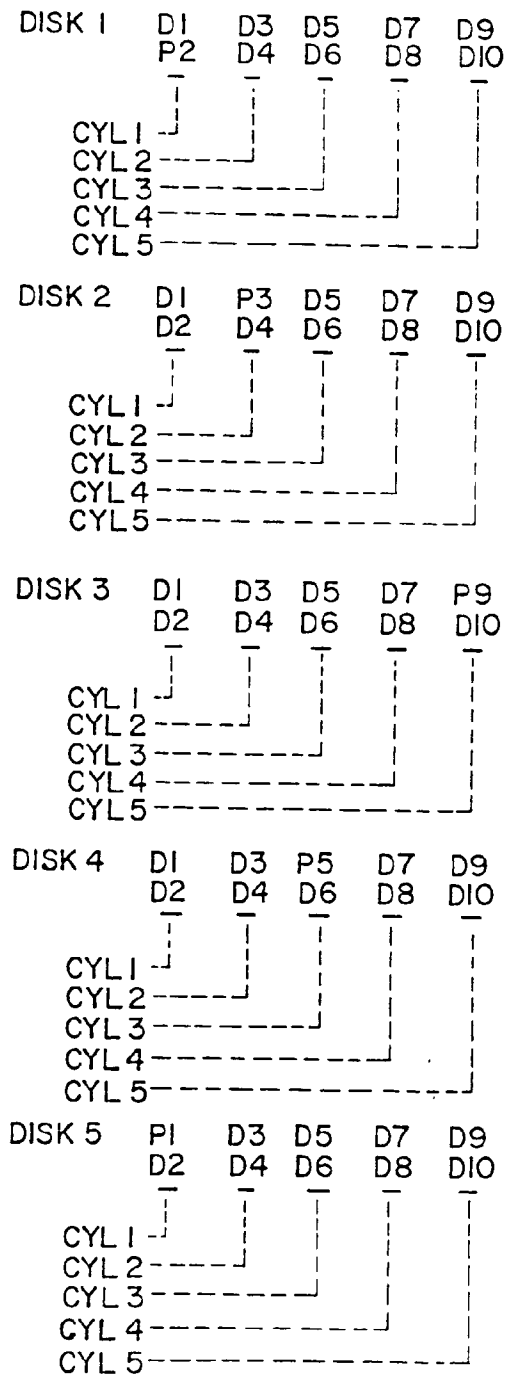 DISK 1 D1 D3 D5 D7 D9
P2 D4 D6 D8 D10
CYL 1
CYL 2
CYL 3
CYL 4
CYL 5
DISK 2 D1 P3 D5 D7 D9
D2 D4 D6 D8 D10
CYL 1
CYL 2
CYL 3
CYL 4
CYL 5
DISK 3 D1 D3 D5 D7 P9
D2 D4 D6 D8 D10
CYL 1
CYL 2
CYL 3
CYL 4
CYL 5
DISK 4 D1 D3 P5 D7 D9
D2 D4 D6 D8 D10
CYL 1
CYL 2
CYL 3
CYL 4
CYL 5
DISK 5 P1 D3 D5 D7 D9
D2 D4 D6 D8 D10
CYL 1
CYL 2
CYL 3
CYL 4
CYL 5